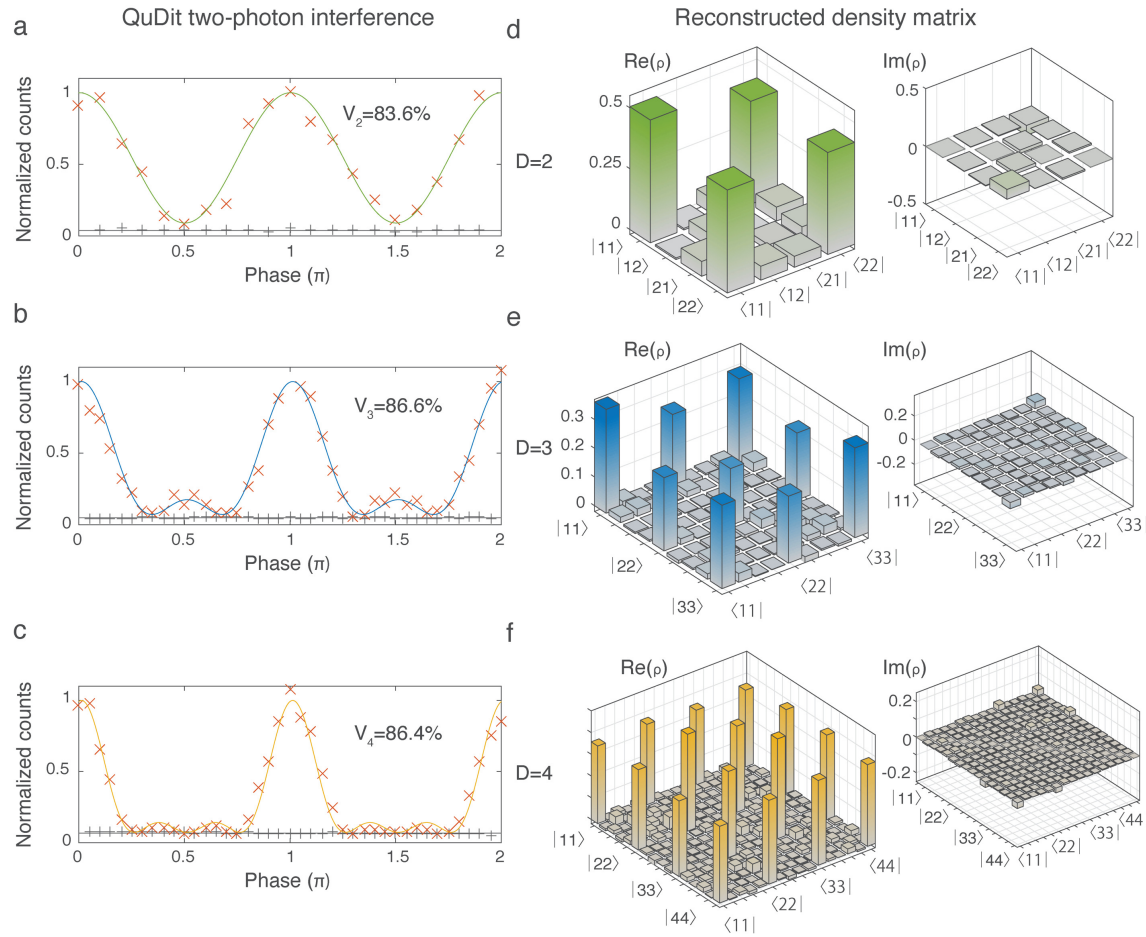 QuDit two-photon interference
Reconstructed density matrix
a
Normalized counts
1
0.5
0
V2=83.6%
0 0.5 1 1.5 2
Phase (π)
b
Normalized counts
1
0.5
0
V3=86.6%
0 0.5 1 1.5 2
Phase (π)
c
Normalized counts
1
0.5
0
V4=86.4%
0 0.5 1 1.5 2
Phase (π)
d
D=2
Re(ρ)
0.5
0.25
0
|11⟩ |12⟩ |21⟩ |22⟩
⟨11| ⟨12| ⟨21| ⟨22|
Im(ρ)
0.5
0
-0.5
|11⟩ |12⟩ |21⟩ |22⟩
⟨11| ⟨12| ⟨21| ⟨22|
e
D=3
Re(ρ)
0.3
0.2
0.1
0
|11⟩ |22⟩ |33⟩
⟨11| ⟨22| ⟨33|
Im(ρ)
0.2
0
-0.2
|11⟩ |22⟩ |33⟩
⟨11| ⟨22| ⟨33
f
D=4
Re(ρ)
|11⟩ |22⟩ |33⟩ |44⟩
⟨11| ⟨22| ⟨33| ⟨44|
Im(ρ)
0.2
0
-0.2
|11⟩ |22⟩ |33⟩ |44⟩
⟨11| ⟨22| ⟨33| ⟨44